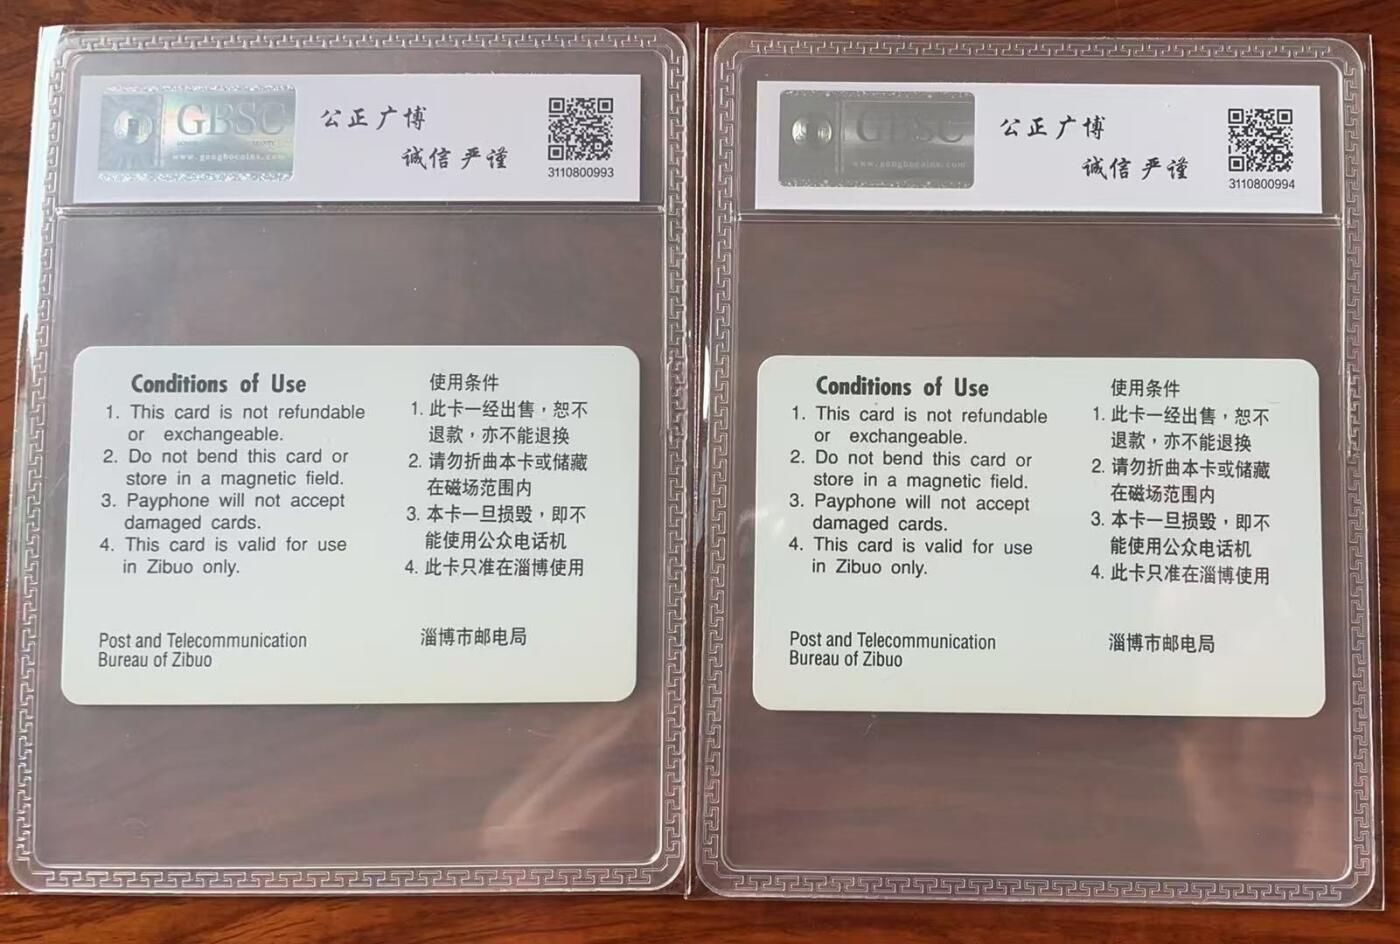 GBSC
www.gongbocoins.com
公正广博
诚信严谨
3110800993
Conditions of Use
1. This card is not refundable
or exchangeable.
2. Do not bend this card or
store in a magnetic field.
3. Payphone will not accept
damaged cards.
4. This card is valid for use
in Zibuo only.
Post and Telecommunication
Bureau of Zibuo
使用条件
1. 此卡一经出售，恕不
退款，亦不能退换
2. 请勿折曲本卡或储藏
在磁场范围内
3. 本卡一旦损毁，即不
能使用公众电话机
4. 此卡只准在淄博使用
淄博市邮电局
GBSC
www.gongbocoins.com
公正广博
诚信严谨
3110800994
Conditions of Use
1. This card is not refundable
or exchangeable.
2. Do not bend this card or
store in a magnetic field.
3. Payphone will not accept
damaged cards.
4. This card is valid for use
in Zibuo only.
Post and Telecommunication
Bureau of Zibuo
使用条件
1. 此卡一经出售，恕不
退款，亦不能退换
2. 请勿折曲本卡或储藏
在磁场范围内
3. 本卡一旦损毁，即不
能使用公众电话机
4. 此卡只准在淄博使用
淄博市邮电局